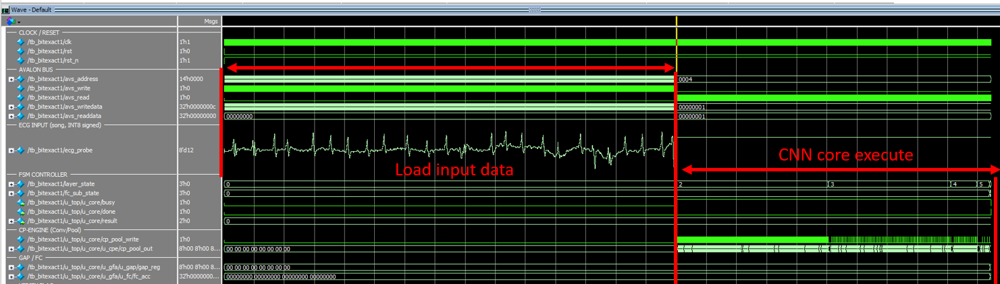 Wave - Default
Msgs
CLOCK / RESET
/tb_bitexact1/clk 1'h1
/tb_bitexact1/rst 1'h0
/tb_bitexact1/rst_n 1'h1
AVALON BUS
/tb_bitexact1/avs_address 14'h0000 0004
/tb_bitexact1/avs_write 1'h0
/tb_bitexact1/avs_read 1'h0
/tb_bitexact1/avs_writedata 32'h0000000c 00000001
/tb_bitexact1/avs_readdata 32'h00000000 00000000 00000001
ECG INPUT (song, INT8 signed)
/tb_bitexact1/ecg_probe 8'd12
Load input data
CNN core execute
FSM CONTROLLER
/tb_bitexact1/layer_state 3'h0 0 2 3 4 5
/tb_bitexact1/fc_sub_state 3'h0 0
/tb_bitexact1/u_top/u_core/busy 1'h0
/tb_bitexact1/u_top/u_core/done 1'h0
/tb_bitexact1/u_top/u_core/result 2'h0 0
CP-ENGINE (Conv/Pool)
/tb_bitexact1/u_top/u_core/cp_pool_write 1'h0
/tb_bitexact1/u_top/u_core/u_cpe/cp_pool_out 8'h00 8'h00 8... 00 00 00 00 00 00 00 00
GAP / FC
/tb_bitexact1/u_top/u_core/u_gfa/u_gap/gap_reg 8'h00 8'h00 8... 00 00 00 00 00 00 00 00
/tb_bitexact1/u_top/u_core/u_gfa/u_fc/fc_acc 32'h0000000... 00000000 00000000 00000000 00000000